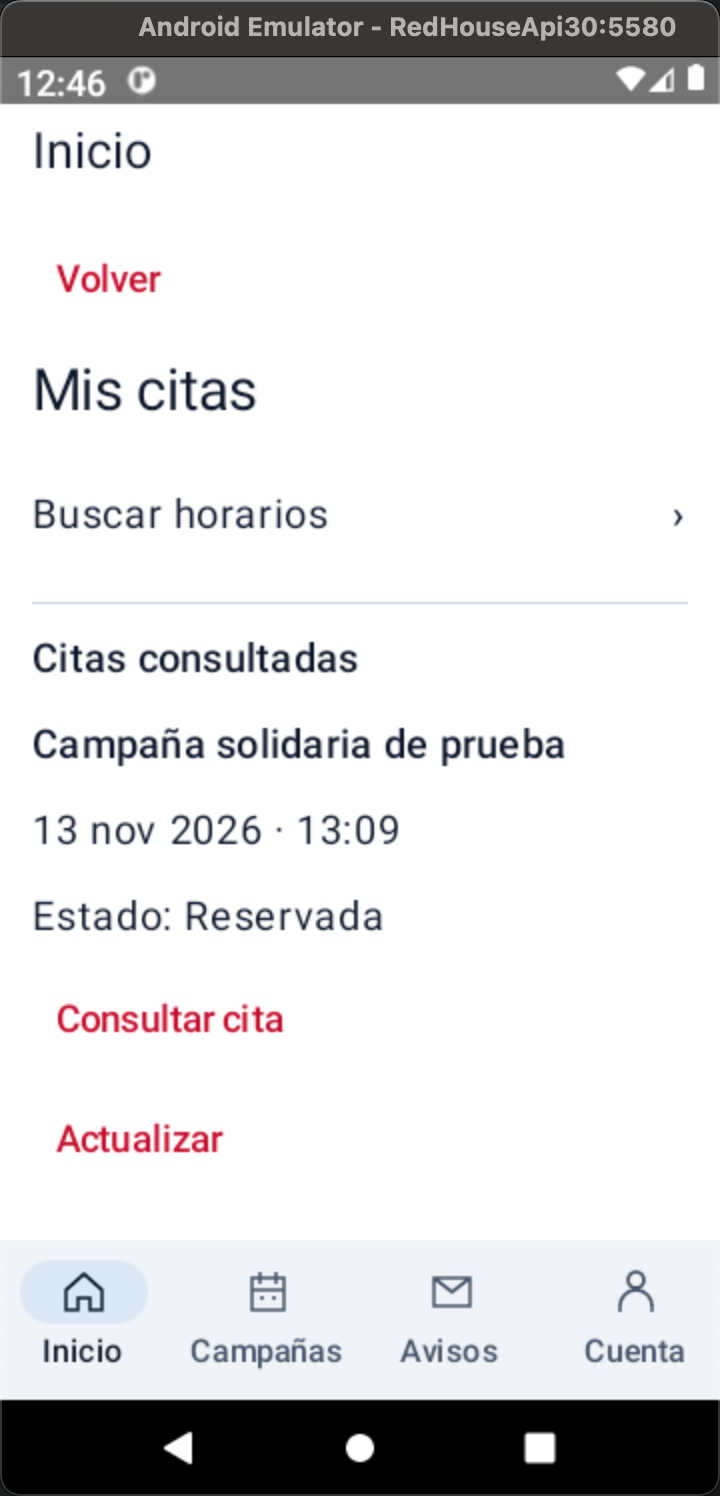 Android Emulator - RedHouseApi30:5580
12:46
Inicio
Volver
Mis citas
Buscar horarios ›
Citas consultadas
Campaña solidaria de prueba
13 nov 2026 · 13:09
Estado: Reservada
Consultar cita
Actualizar
Inicio Campañas Avisos Cuenta